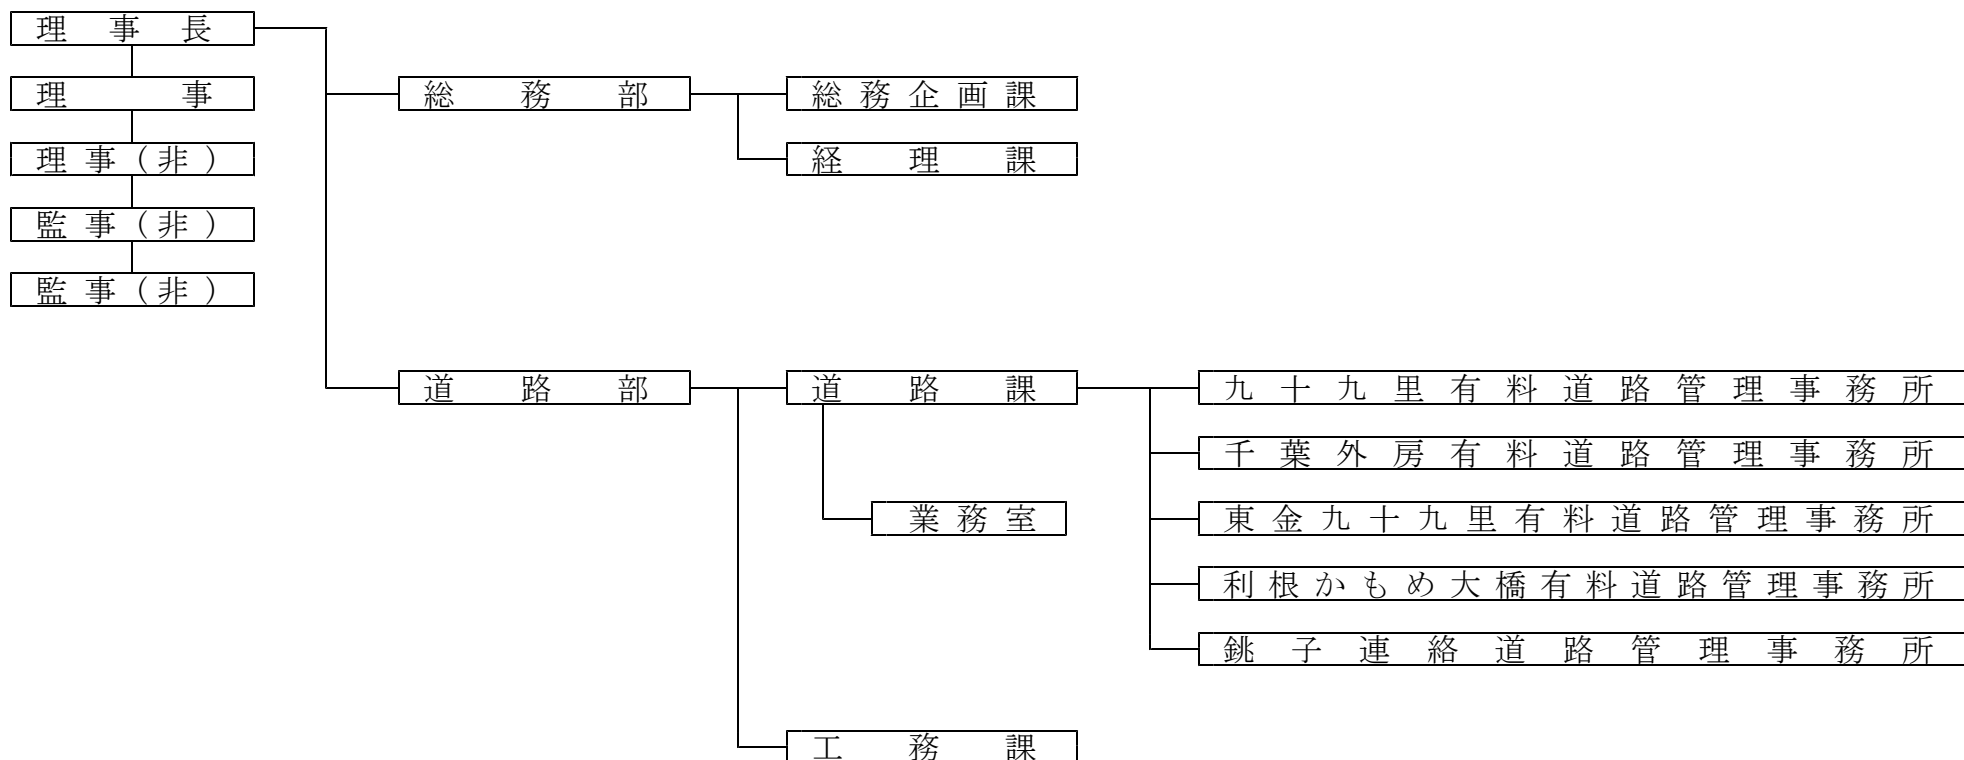 理事長
理事
総務部
総務企画課
理事(非)
経理課
監事(非)
監事(非)
道路部
道路課
九十九里有料道路管理事務所
千葉外房有料道路管理事務所
業務室
東金九十九里有料道路管理事務所
利根かもめ大橋有料道路管理事務所
銚子連絡道路管理事務所
工務課